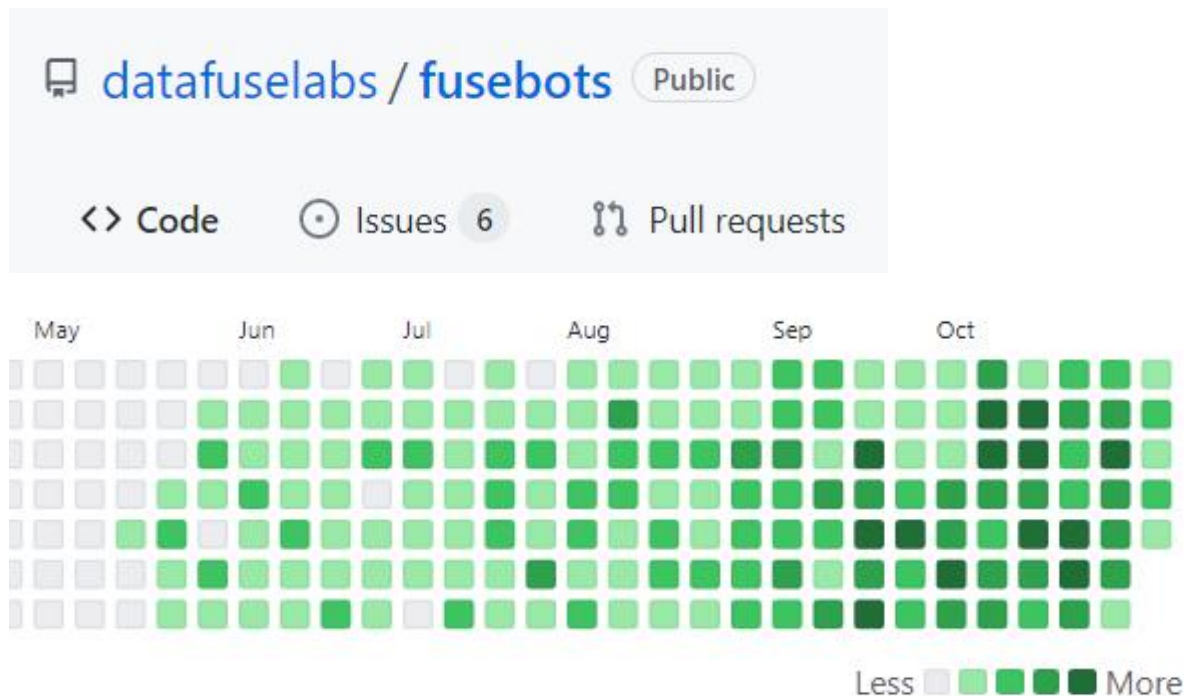 datafuselabs / fusebots Public
Code Issues 6 Pull requests
May Jun Jul Aug Sep Oct
Less More